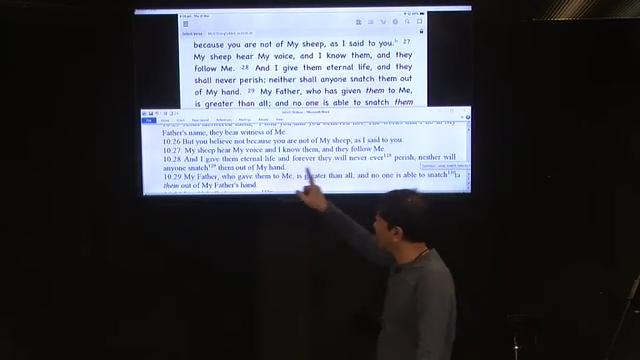 because you are not of My sheep, as I said to you. 27
My sheep hear My voice, and I know them, and they
follow Me. 28 And I give them eternal life, and they
shall never perish; neither shall anyone snatch them out
of My hand. 29 My Father, who has given them to Me,
is greater than all; and no one is able to snatch them
Microsoft Word
File Home
Father's name, they bear witness of Me.
10.26 But you believe not because you are not of My sheep, as I said to you.
10.27 My sheep hear My voice and I know them, and they follow Me.
10.28 And I give them eternal life and forever they will never ever perish, neither will
anyone snatch them out of My hand.
10.29 My Father, who gave them to Me, is greater than all, and no one is able to snatch
them out of My Father's hand.